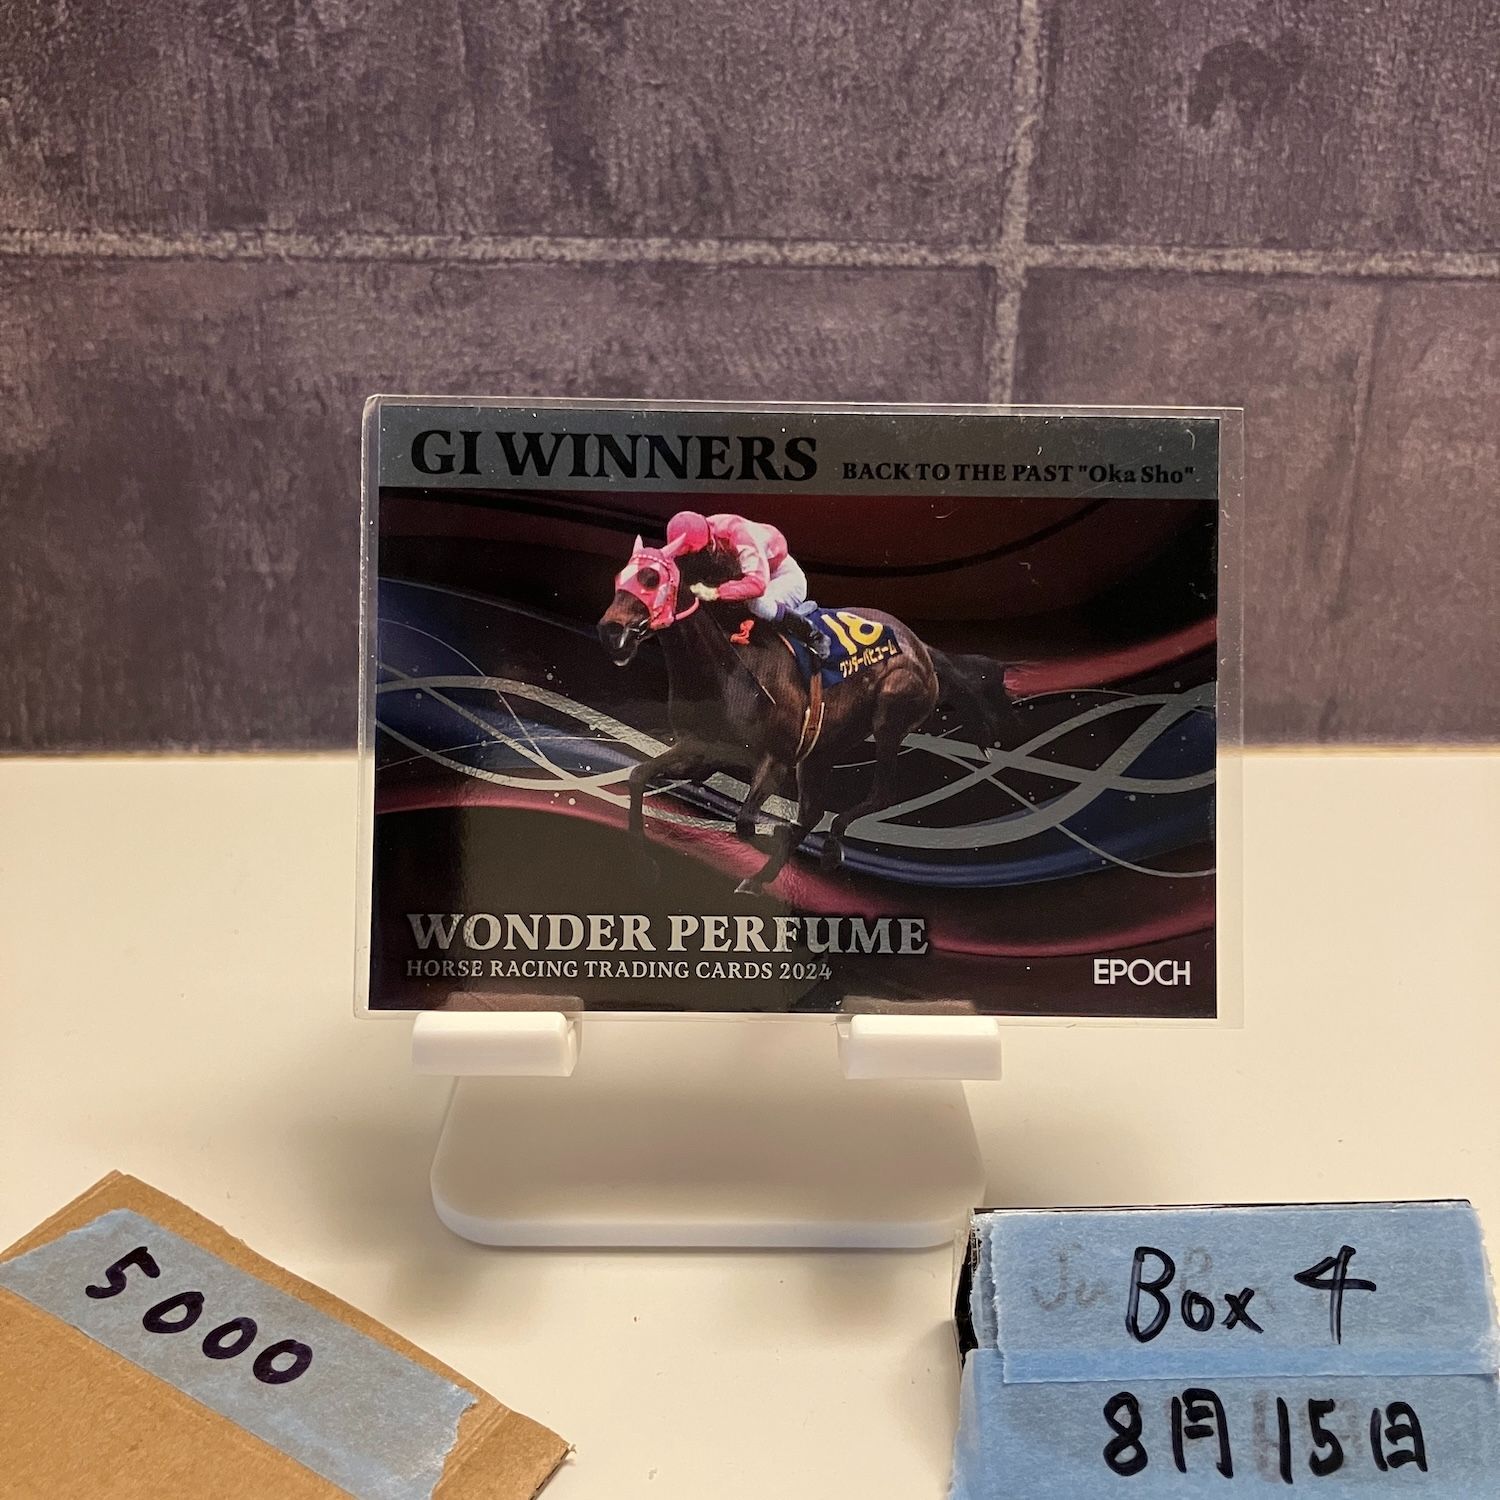 GI WINNERS BACK TO THE PAST "Oka Sho"
18
ワンダーパヒューム
WONDER PERFUME
HORSE RACING TRADING CARDS 2024
EPOCH
5000
Box 4
8月15日